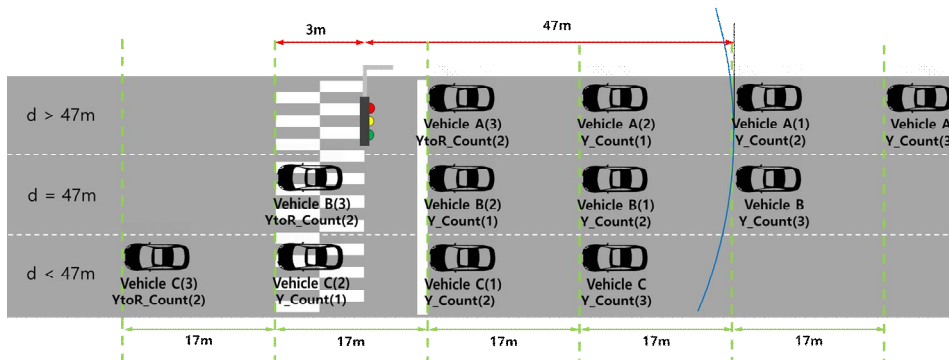 3m
47m
d > 47m
Vehicle A(3)
YtoR_Count(2)
Vehicle A(2)
Y_Count(1)
Vehicle A(1)
Y_Count(2)
Vehicle A
Y_Count(3
d = 47m
Vehicle B(3)
YtoR_Count(2)
Vehicle B(2)
Y_Count(1)
Vehicle B(1)
Y_Count(2)
Vehicle B
Y_Count(3)
d < 47m
Vehicle C(3)
YtoR_Count(2)
Vehicle C(2)
Y_Count(1)
Vehicle C(1)
Y_Count(2)
Vehicle C
Y_Count(3)
17m
17m
17m
17m
17m